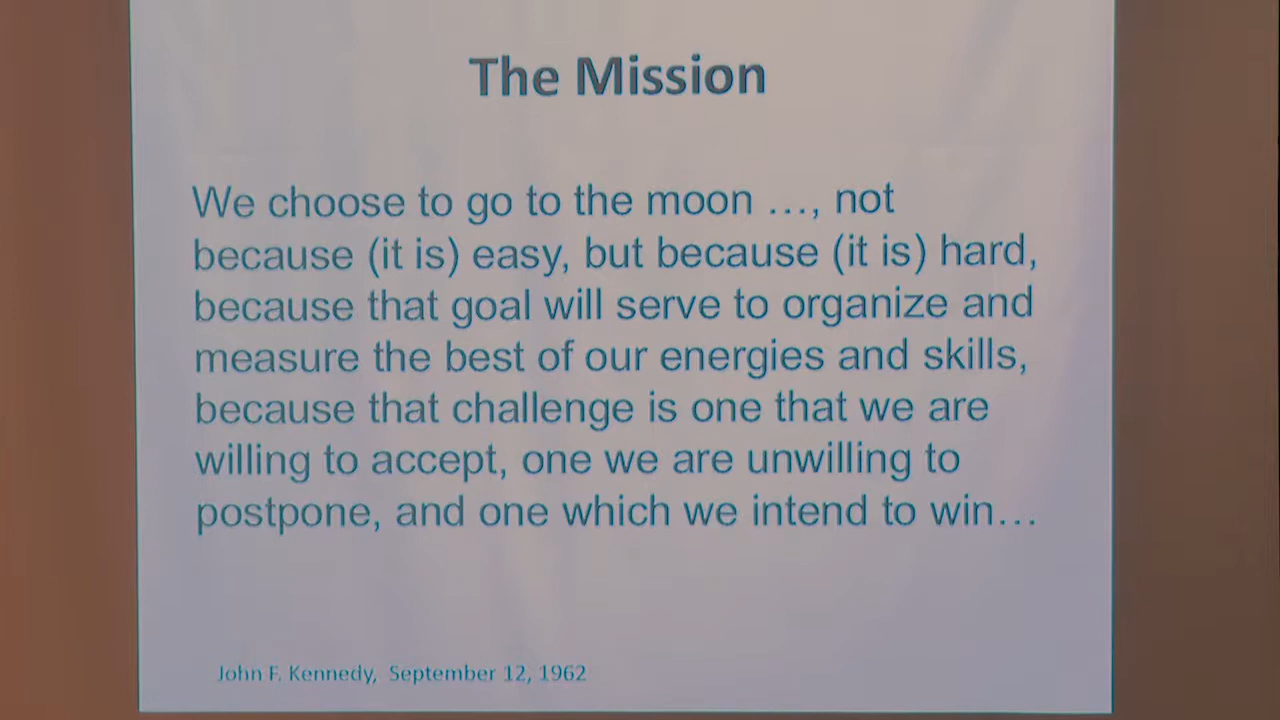 The Mission
We choose to go to the moon …, not
because (it is) easy, but because (it is) hard,
because that goal will serve to organize and
measure the best of our energies and skills,
because that challenge is one that we are
willing to accept, one we are unwilling to
postpone, and one which we intend to win…
John F. Kennedy, September 12, 1962